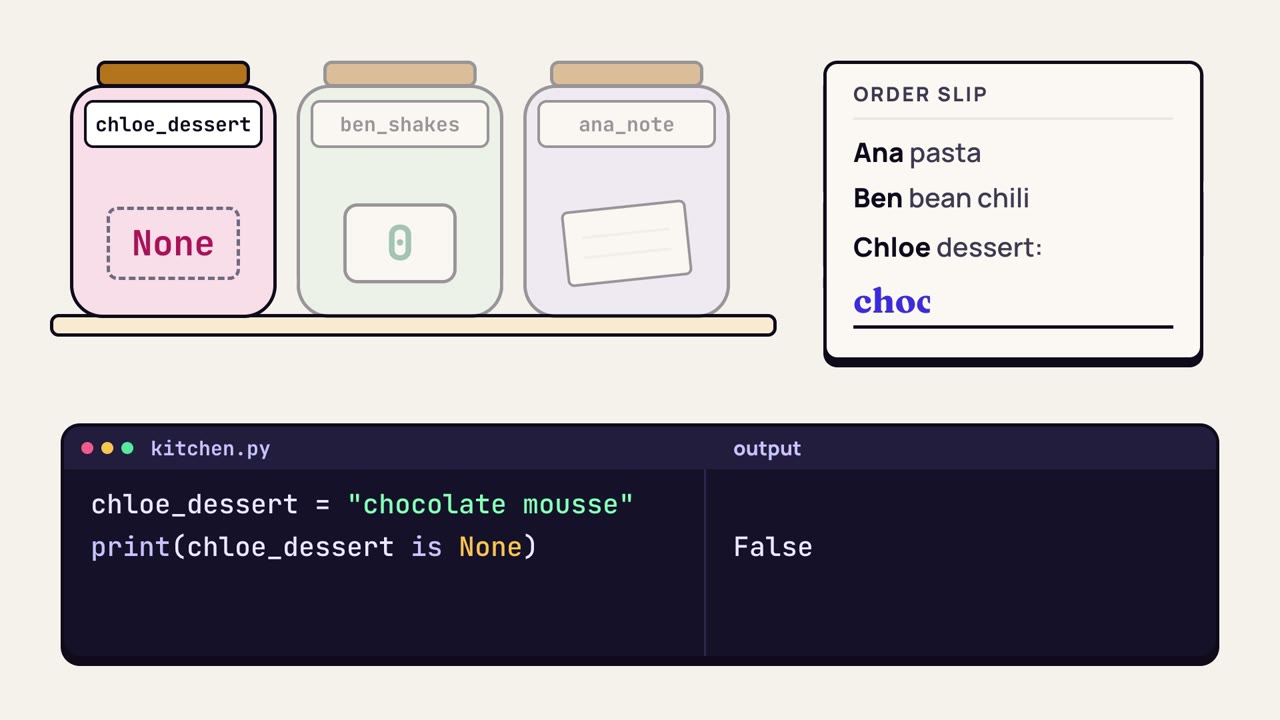 chloe_dessert
None
ben_shakes
0
ana_note
ORDER SLIP
Ana pasta
Ben bean chili
Chloe dessert:
choc
kitchen.py
chloe_dessert = "chocolate mousse"
print(chloe_dessert is None)
output
False